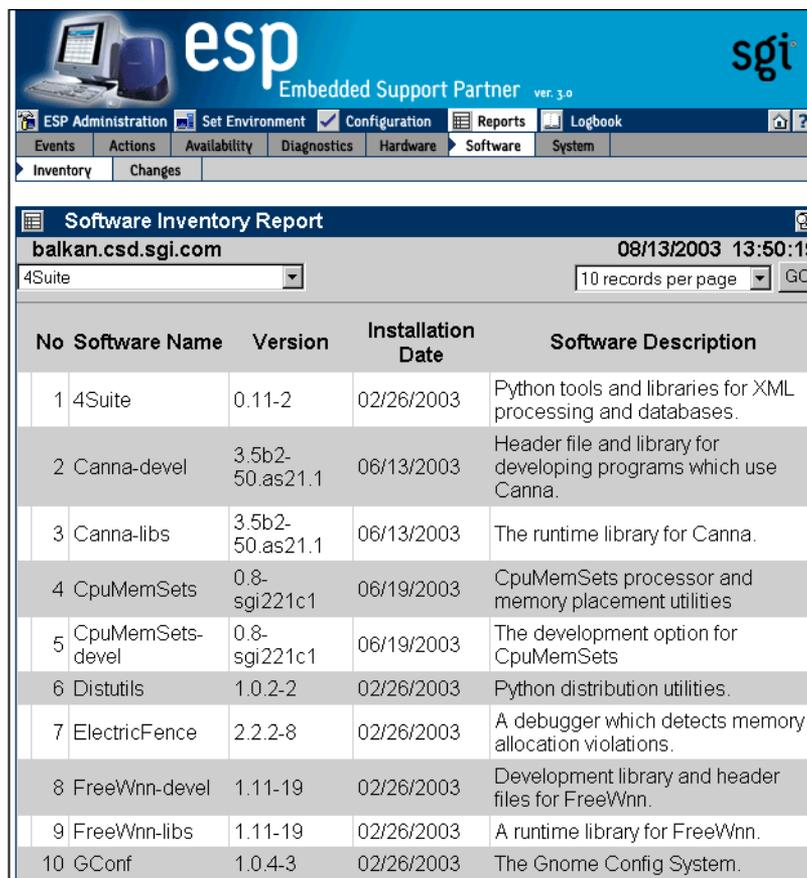 esp
Embedded Support Partner ver. 3.0
sgi
ESP Administration Set Environment Configuration Reports Logbook ?
Events Actions Availability Diagnostics Hardware Software System
Inventory Changes
Software Inventory Report
balkan.csd.sgi.com 08/13/2003 13:50:1
4Suite 10 records per page GO
No Software Name Version Installation
Date Software Description
1 4Suite 0.11-2 02/26/2003 Python tools and libraries for XML
processing and databases.
2 Canna-devel 3.5b2-
50.as21.1 06/13/2003 Header file and library for
developing programs which use
Canna.
3 Canna-libs 3.5b2-
50.as21.1 06/13/2003 The runtime library for Canna.
4 CpuMemSets 0.8-
sgi221c1 06/19/2003 CpuMemSets processor and
memory placement utilities
5 CpuMemSets-
devel 0.8-
sgi221c1 06/19/2003 The development option for
CpuMemSets
6 Distutils 1.0.2-2 02/26/2003 Python distribution utilities.
7 ElectricFence 2.2.2-8 02/26/2003 A debugger which detects memory
allocation violations.
8 FreeWnn-devel 1.11-19 02/26/2003 Development library and header
files for FreeWnn.
9 FreeWnn-libs 1.11-19 02/26/2003 A runtime library for FreeWnn.
10 GConf 1.0.4-3 02/26/2003 The Gnome Config System.